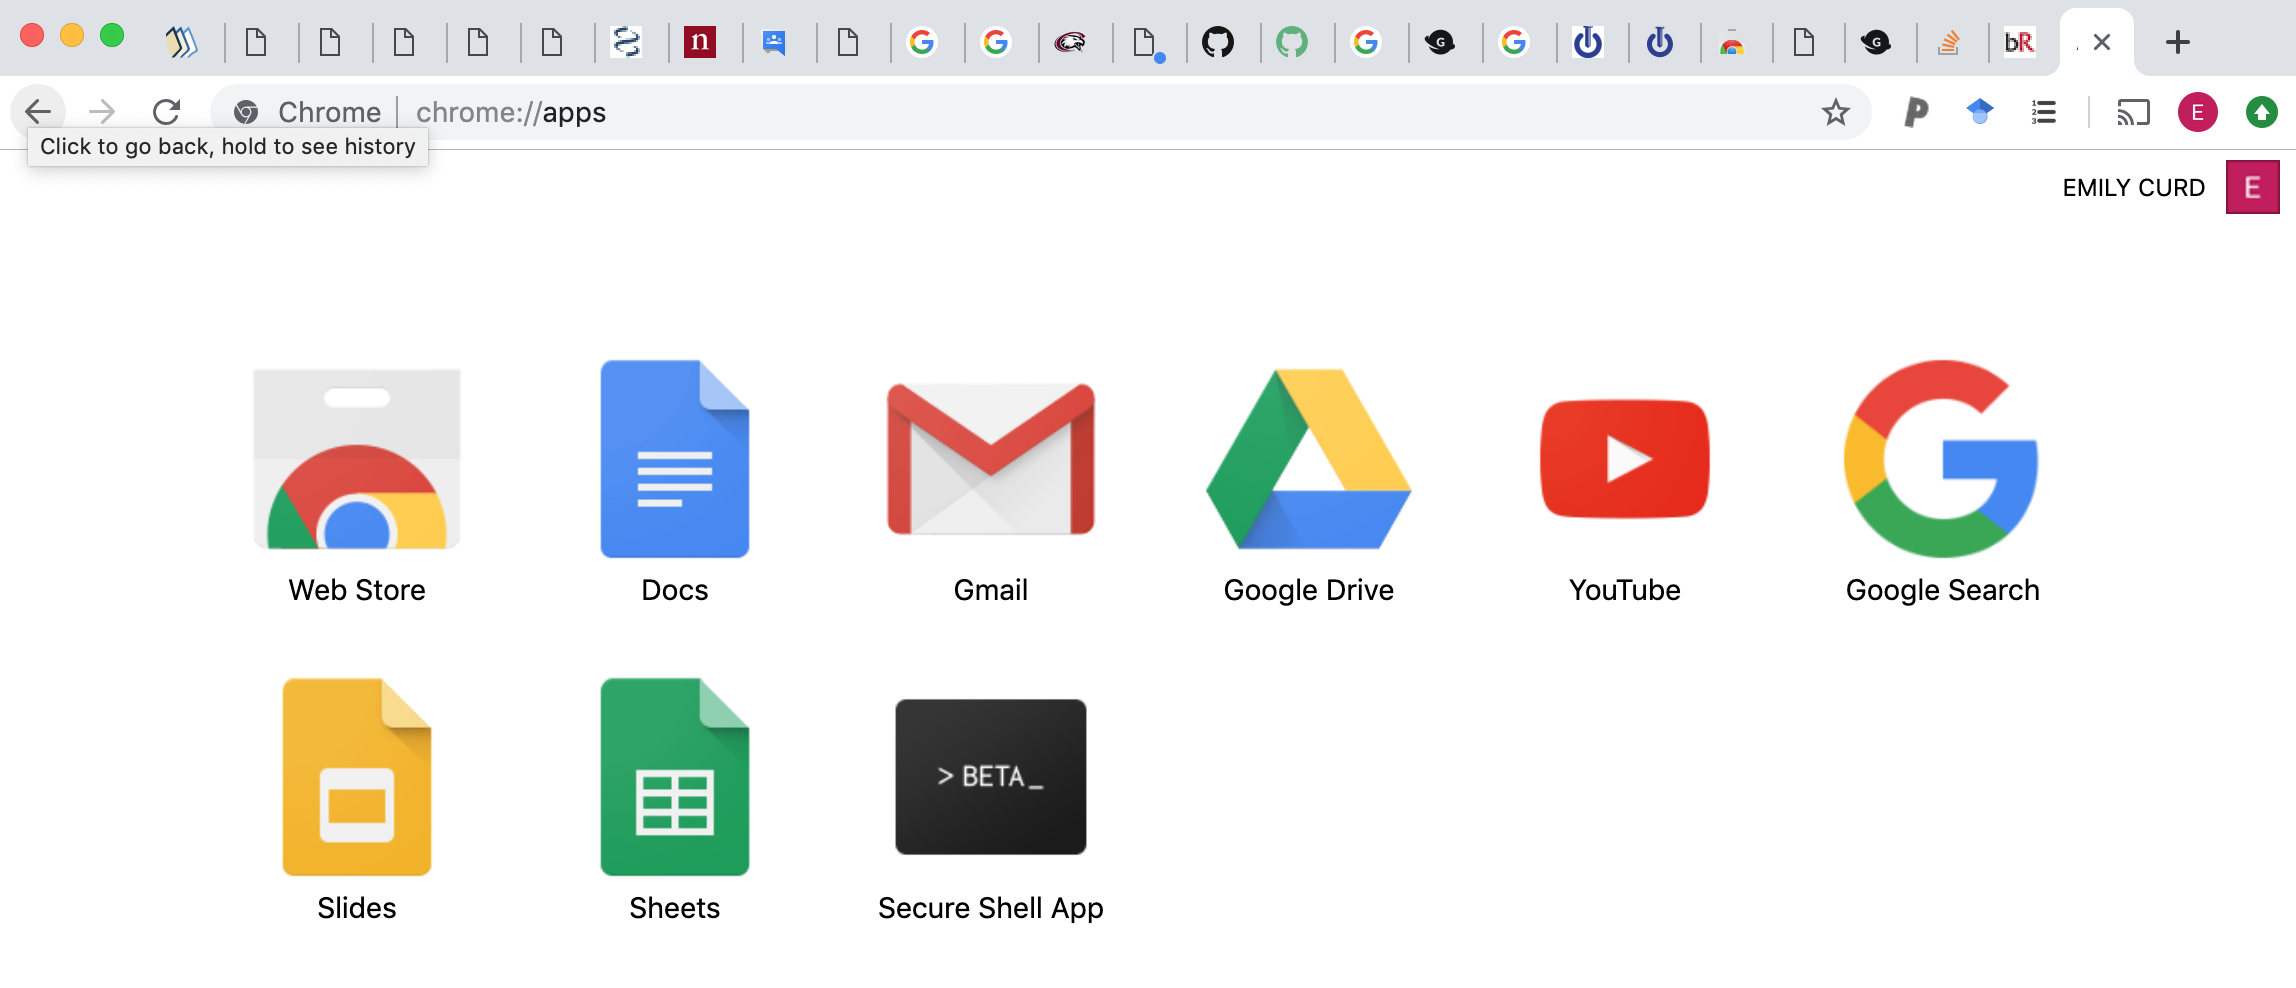 n
G
G
bR
Chrome
chrome://apps
E
Click to go back, hold to see history
EMILY CURD
E
Web Store
Docs
Gmail
Google Drive
YouTube
Google Search
> BETA_
Slides
Sheets
Secure Shell App